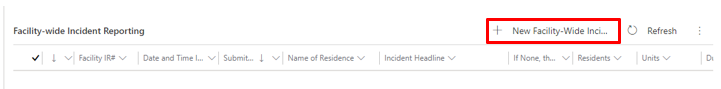 Facility-wide Incident Reporting + New Facility-Wide Inci... Refresh
Facility IR# Date and Time I... Submit... Name of Residence Incident Headline If None, th... Residents Units De